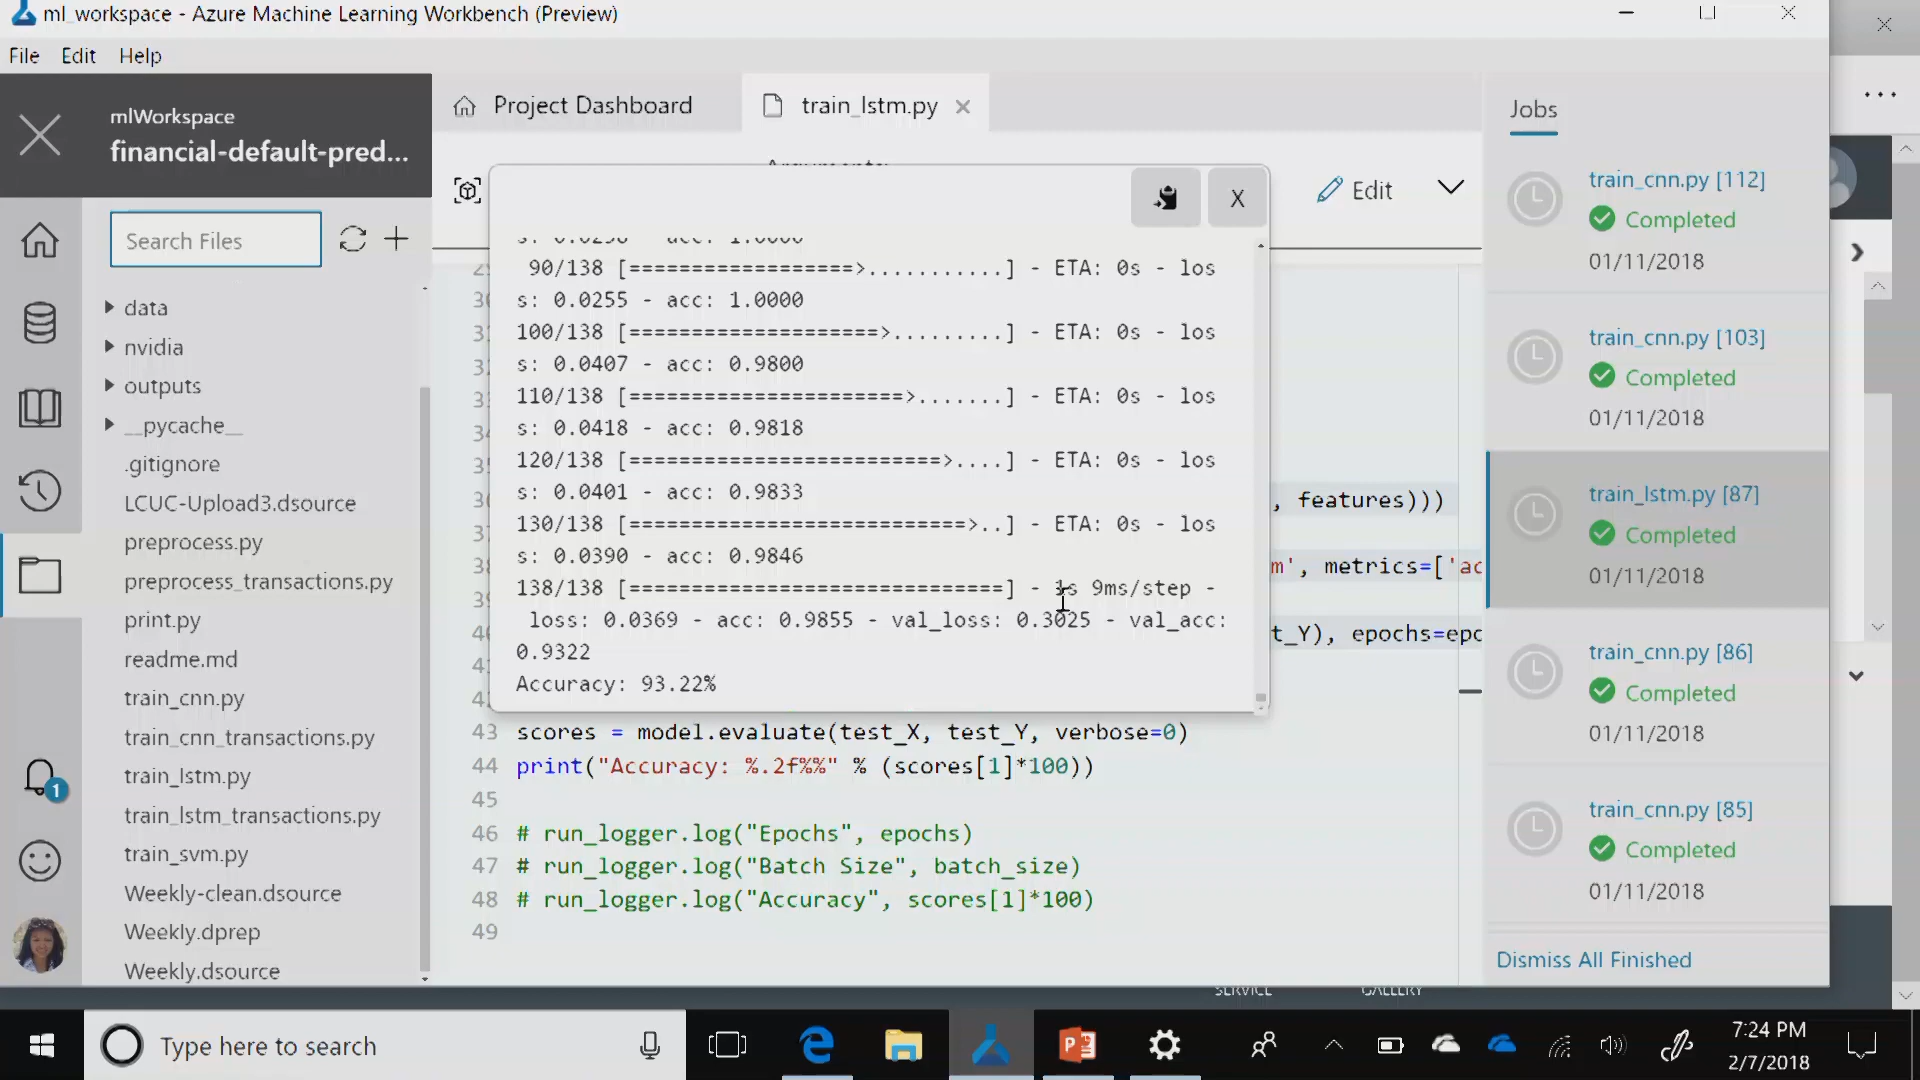 ml_workspace - Azure Machine Learning Workbench (Preview)
File Edit Help
mlWorkspace
financial-default-pred...
Project Dashboard
train_lstm.py
Edit
X
Search Files
data
nvidia
outputs
__pycache__
.gitignore
LCUC-Upload3.dsource
preprocess.py
preprocess_transactions.py
print.py
readme.md
train_cnn.py
train_cnn_transactions.py
train_lstm.py
train_lstm_transactions.py
train_svm.py
Weekly-clean.dsource
Weekly.dprep
Weekly.dsource
1
90/138 [==================>...........] - ETA: 0s - los
s: 0.0255 - acc: 1.0000
100/138 [====================>.........] - ETA: 0s - los
s: 0.0407 - acc: 0.9800
110/138 [======================>.......] - ETA: 0s - los
s: 0.0418 - acc: 0.9818
120/138 [=========================>....] - ETA: 0s - los
s: 0.0401 - acc: 0.9833
130/138 [===========================>..] - ETA: 0s - los
s: 0.0390 - acc: 0.9846
138/138 [==============================] - 1s 9ms/step -
loss: 0.0369 - acc: 0.9855 - val_loss: 0.3025 - val_acc:
0.9322
Accuracy: 93.22%
, features)))
m', metrics=['ac
t_Y), epochs=epo
43 scores = model.evaluate(test_X, test_Y, verbose=0)
44 print("Accuracy: %.2f%%" % (scores[1]*100))
45
46 # run_logger.log("Epochs", epochs)
47 # run_logger.log("Batch Size", batch_size)
48 # run_logger.log("Accuracy", scores[1]*100)
49
Jobs
train_cnn.py [112]
Completed
01/11/2018
train_cnn.py [103]
Completed
01/11/2018
train_lstm.py [87]
Completed
01/11/2018
train_cnn.py [86]
Completed
01/11/2018
train_cnn.py [85]
Completed
01/11/2018
Dismiss All Finished
SERVICE GALLERY
Type here to search
7:24 PM
2/7/2018